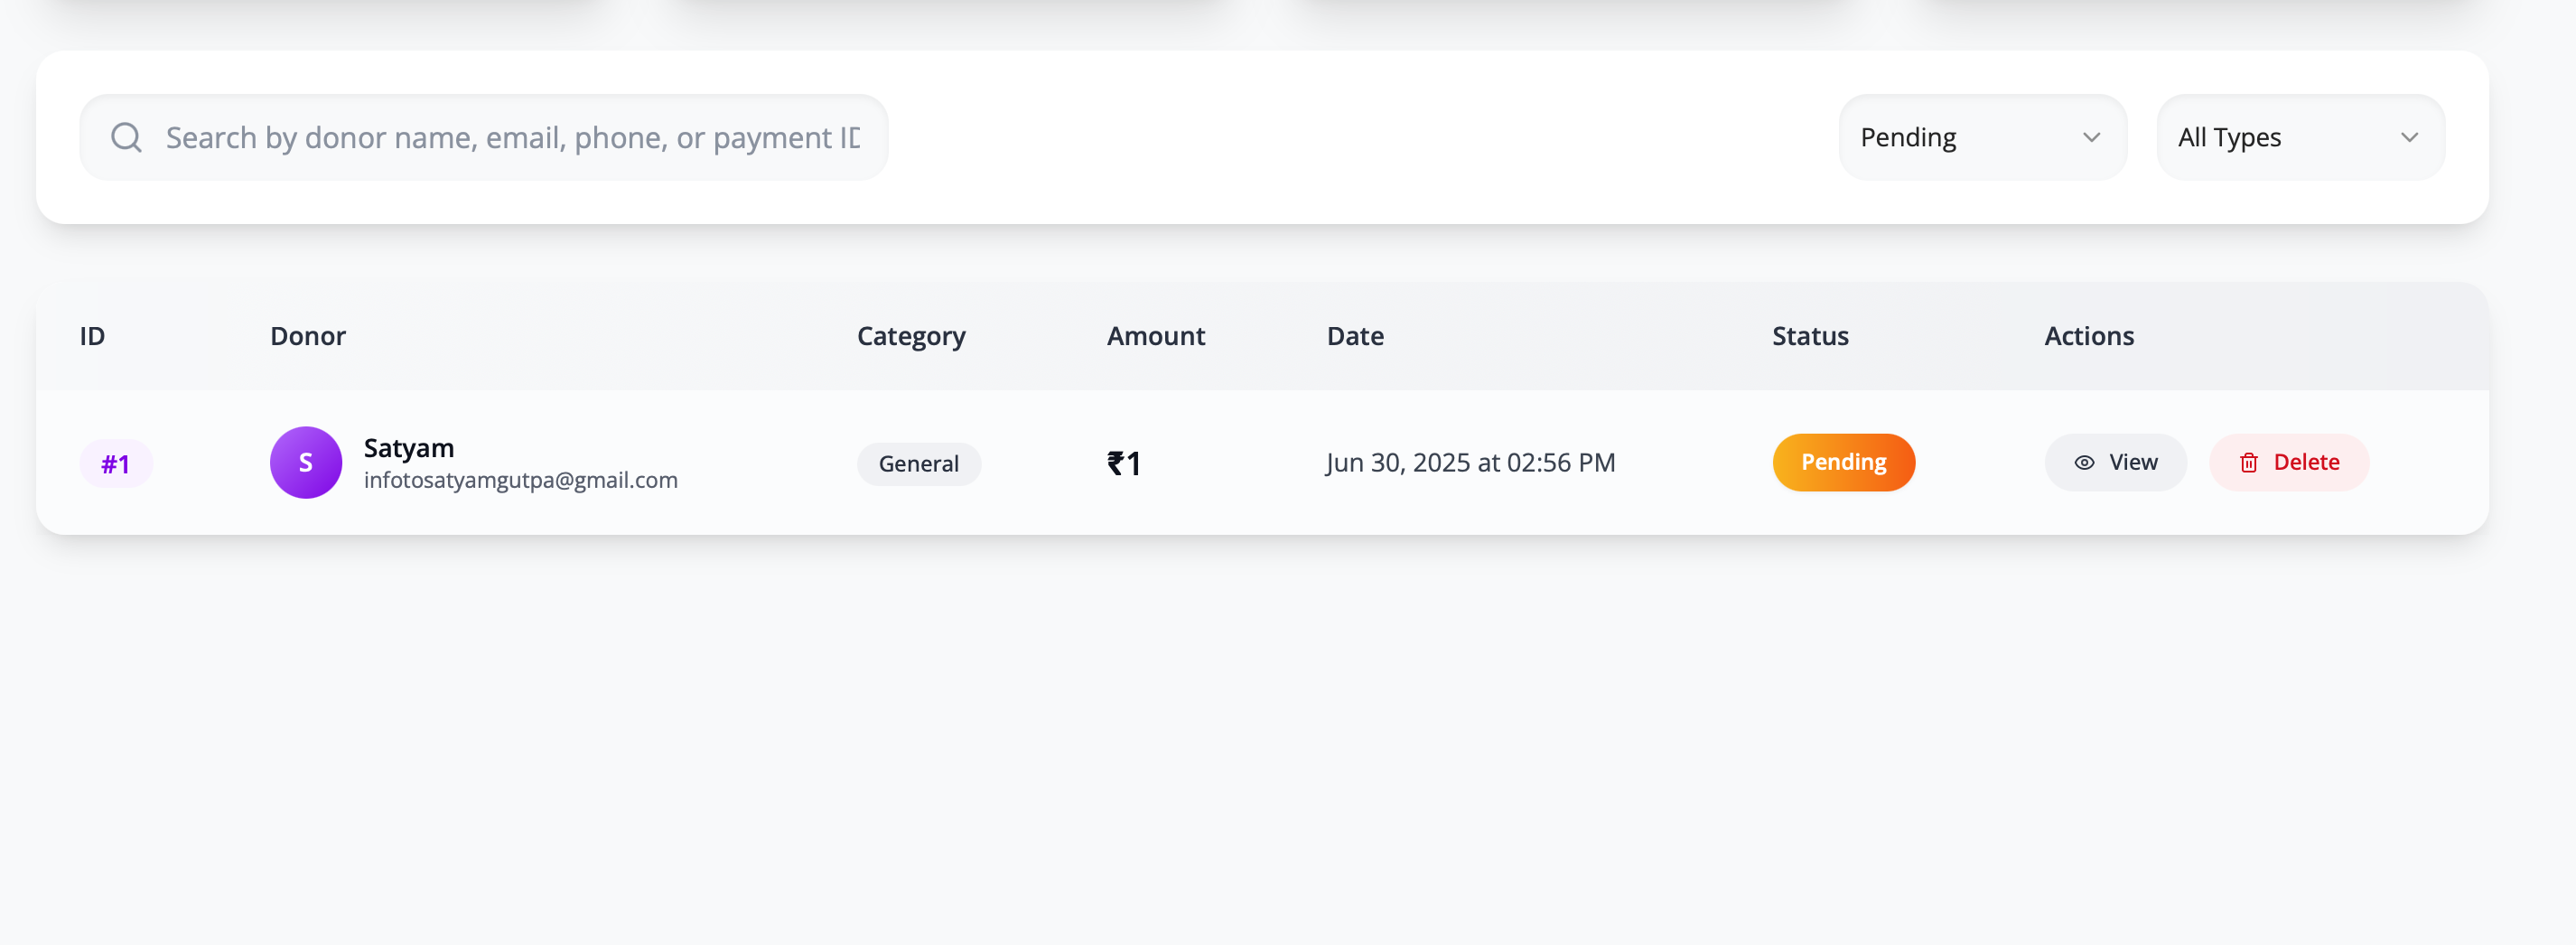 Search by donor name, email, phone, or payment ID
Pending
All Types
ID Donor Category Amount Date Status Actions
#1 S Satyam General ₹1 Jun 30, 2025 at 02:56 PM Pending View Delete
infotosatyamgutpa@gmail.com